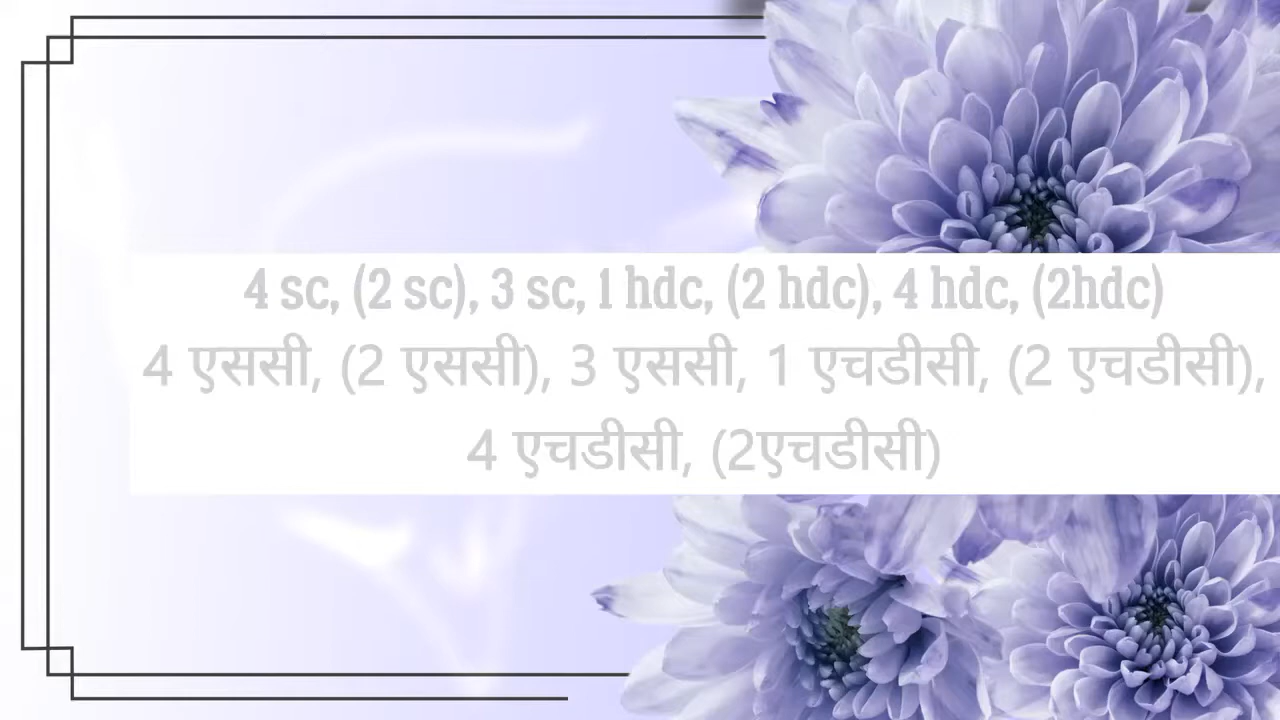 4 sc, (2 sc), 3 sc, 1 hdc, (2 hdc), 4 hdc, (2hdc)
4 एससी, (2 एससी), 3 एससी, 1 एचडीसी, (2 एचडीसी),
4 एचडीसी, (2एचडीसी)